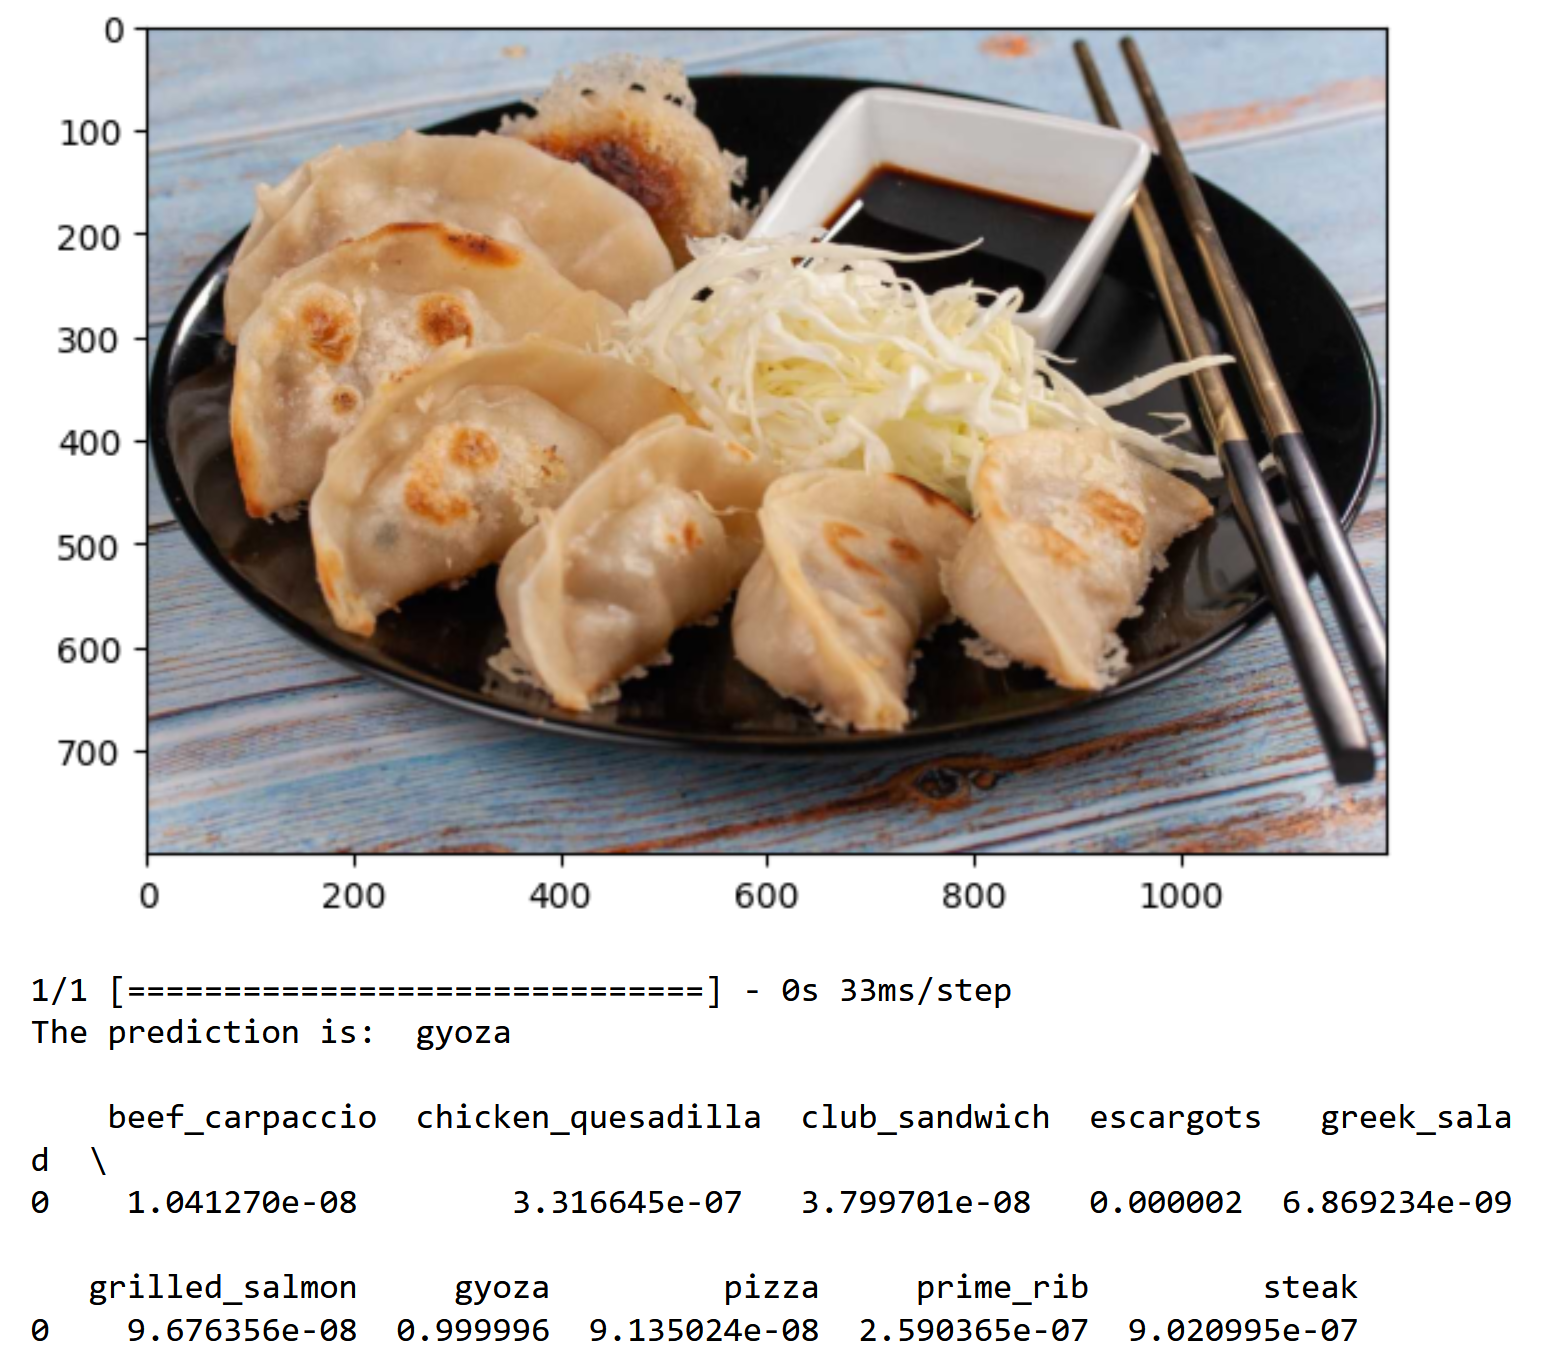 0
100
200
300
400
500
600
700
0 200 400 600 800 1000
1/1 [==============================] - 0s 33ms/step
The prediction is:  gyoza
beef_carpaccio  chicken_quesadilla  club_sandwich  escargots  greek_sala
d  \
0  1.041270e-08  3.316645e-07  3.799701e-08  0.000002  6.869234e-09
grilled_salmon  gyoza  pizza  prime_rib  steak
0  9.676356e-08  0.999996  9.135024e-08  2.590365e-07  9.020995e-07